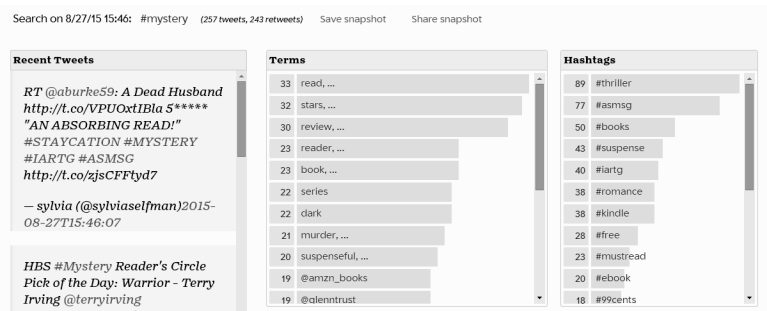 Search on 8/27/15 15:46: #mystery (257 tweets, 243 retweets) Save snapshot Share snapshot
Recent Tweets
RT @aburke59: A Dead Husband
http://t.co/VPUOxtIBla 5*****
"AN ABSORBING READ!"
#STAYCATION #MYSTERY
#IARTG #ASMSG
http://t.co/zjsCFFtyd7
— sylvia (@sylviaselfman)2015-
08-27T15:46:07
HBS #Mystery Reader's Circle
Pick of the Day: Warrior - Terry
Irving @terryirving
Terms
33 read, ...
32 stars, ...
30 review, ...
23 reader, ...
23 book, ...
22 series
22 dark
21 murder, ...
20 suspenseful, ...
19 @amzn_books
19 @glenntrust
Hashtags
89 #thriller
77 #asmsg
50 #books
43 #suspense
40 #iartg
38 #romance
38 #kindle
28 #free
23 #mustread
20 #ebook
18 #99cents